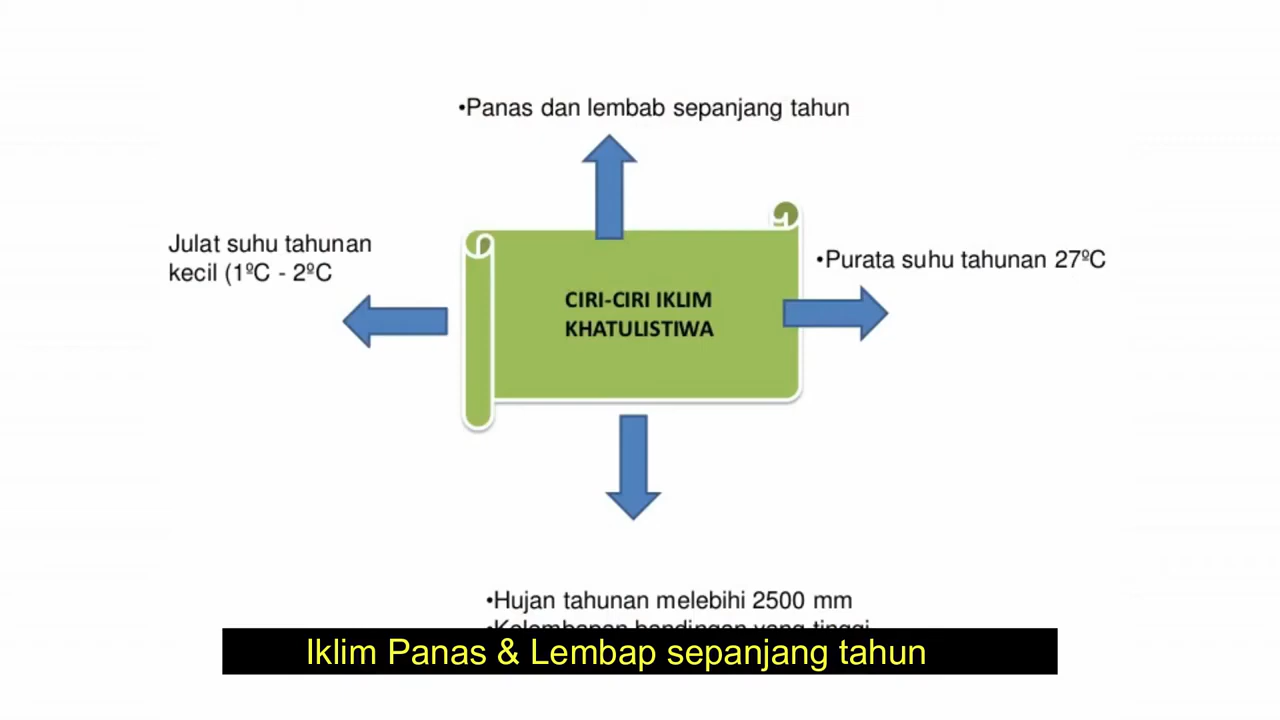 •Panas dan lembab sepanjang tahun
Julat suhu tahunan
kecil (1ºC - 2ºC
•Purata suhu tahunan 27ºC
CIRI-CIRI IKLIM
KHATULISTIWA
•Hujan tahunan melebihi 2500 mm
Iklim Panas & Lembap sepanjang tahun